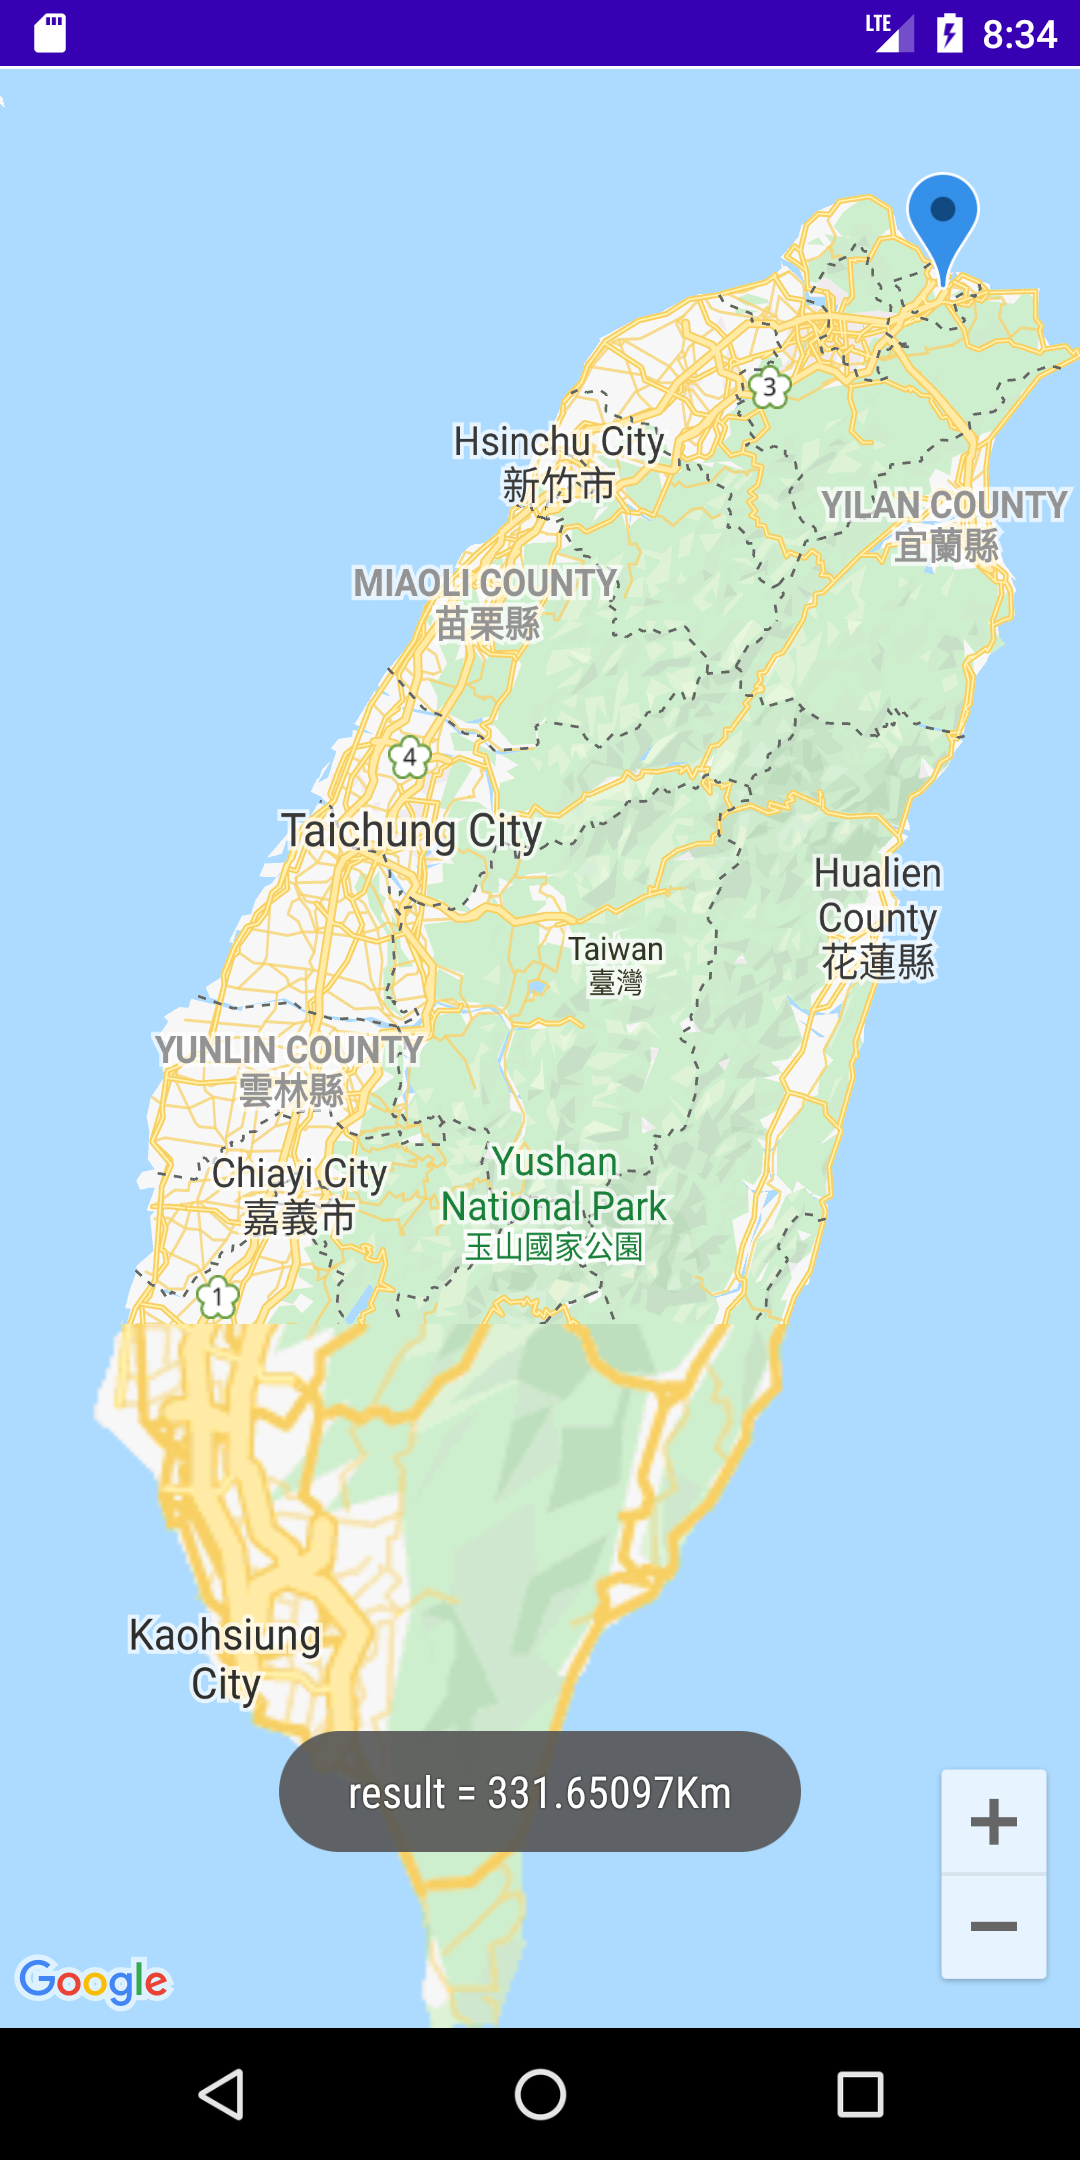 LTE 8:34
3
Hsinchu City
新竹市
YILAN COUNTY
宜蘭縣
MIAOLI COUNTY
苗栗縣
4
Taichung City
Hualien
County
花蓮縣
Taiwan
臺灣
YUNLIN COUNTY
雲林縣
Chiayi City
嘉義市
Yushan
National Park
玉山國家公園
1
Kaohsiung
City
result = 331.65097Km
Google